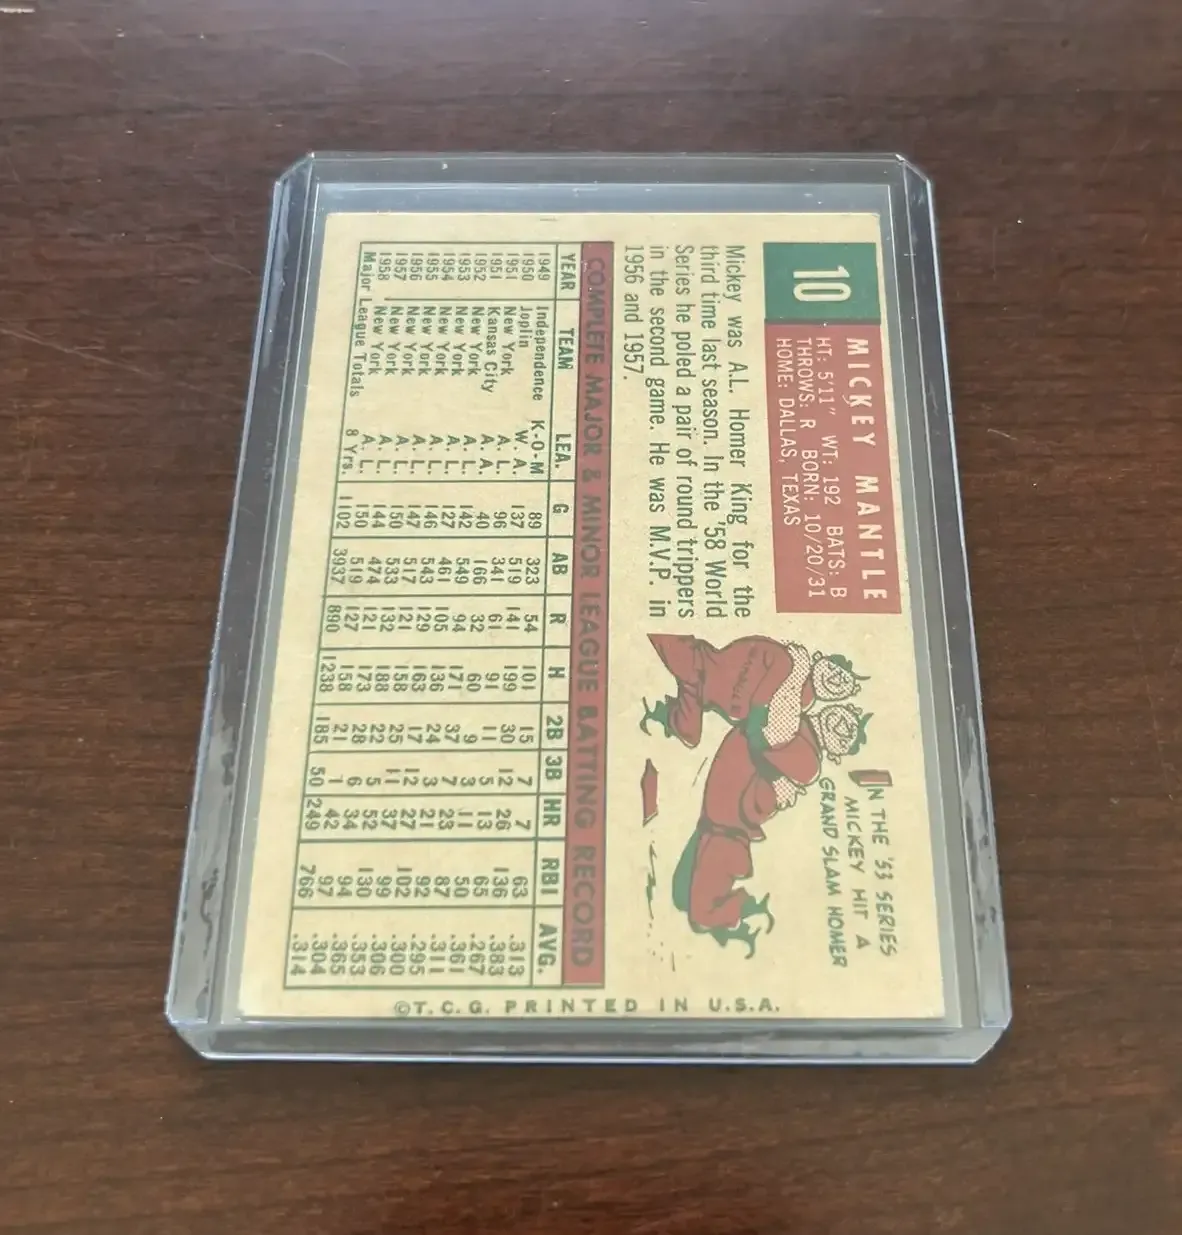 10
MICKEY MANTLE
HT: 5'11" WT: 192 BATS: B
THROWS: R BORN: 10/20/31
HOME: DALLAS, TEXAS
Mickey was A.L. Homer King for the
third time last season. In the '58 World
Series he poled a pair of round trippers
in the second game. He was M.V.P. in
1956 and 1957.
IN THE '53 SERIES
MICKEY HIT A
GRAND SLAM HOMER
COMPLETE MAJOR & MINOR LEAGUE BATTING RECORD
YEAR TEAM LEA. G AB R H 2B 3B HR RBI AVG.
1949 Independence K-O-M 89 323 54 101 15 7 7 63 .313
1950 Joplin W. A. 137 519 141 199 30 12 26 136 .383
1951 New York A. L. 96 341 61 91 11 5 13 65 .267
1951 Kansas City A. A. 40 166 32 60 9 3 11 50 .361
1952 New York A. L. 142 549 94 171 37 7 23 87 .311
1953 New York A. L. 127 461 105 136 24 3 21 92 .295
1954 New York A. L. 146 543 129 163 17 12 27 102 .300
1955 New York A. L. 147 517 121 158 25 11 37 99 .306
1956 New York A. L. 150 533 132 188 22 5 52 130 .353
1957 New York A. L. 144 474 121 173 28 6 34 94 .365
1958 New York A. L. 150 519 127 158 21 1 42 97 .304
Major League Totals 8 Yrs. 1102 3937 890 1238 185 50 249 766 .314
©T.C.G. PRINTED IN U.S.A.